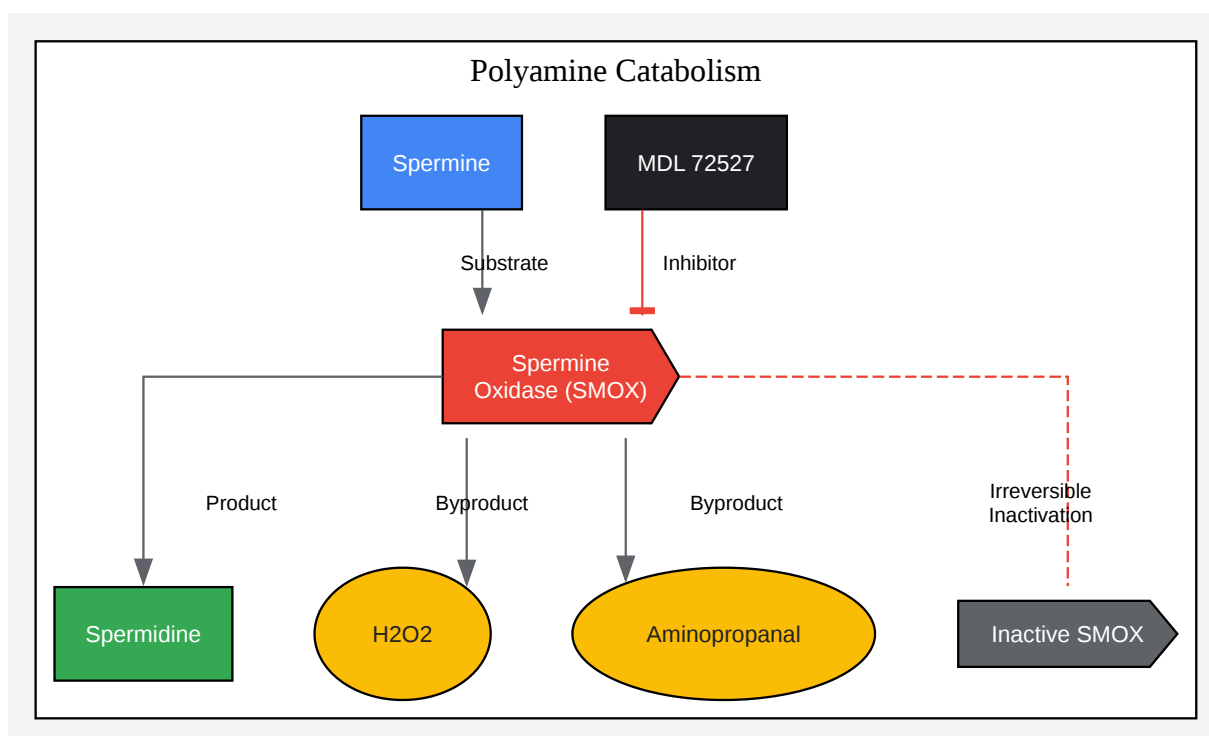 Polyamine Catabolism
Spermine
MDL 72527
Substrate
Inhibitor
Spermine
Oxidase (SMOX)
Product
Byproduct
Byproduct
Irreversible
Inactivation
Spermidine
H2O2
Aminopropanal
Inactive SMOX